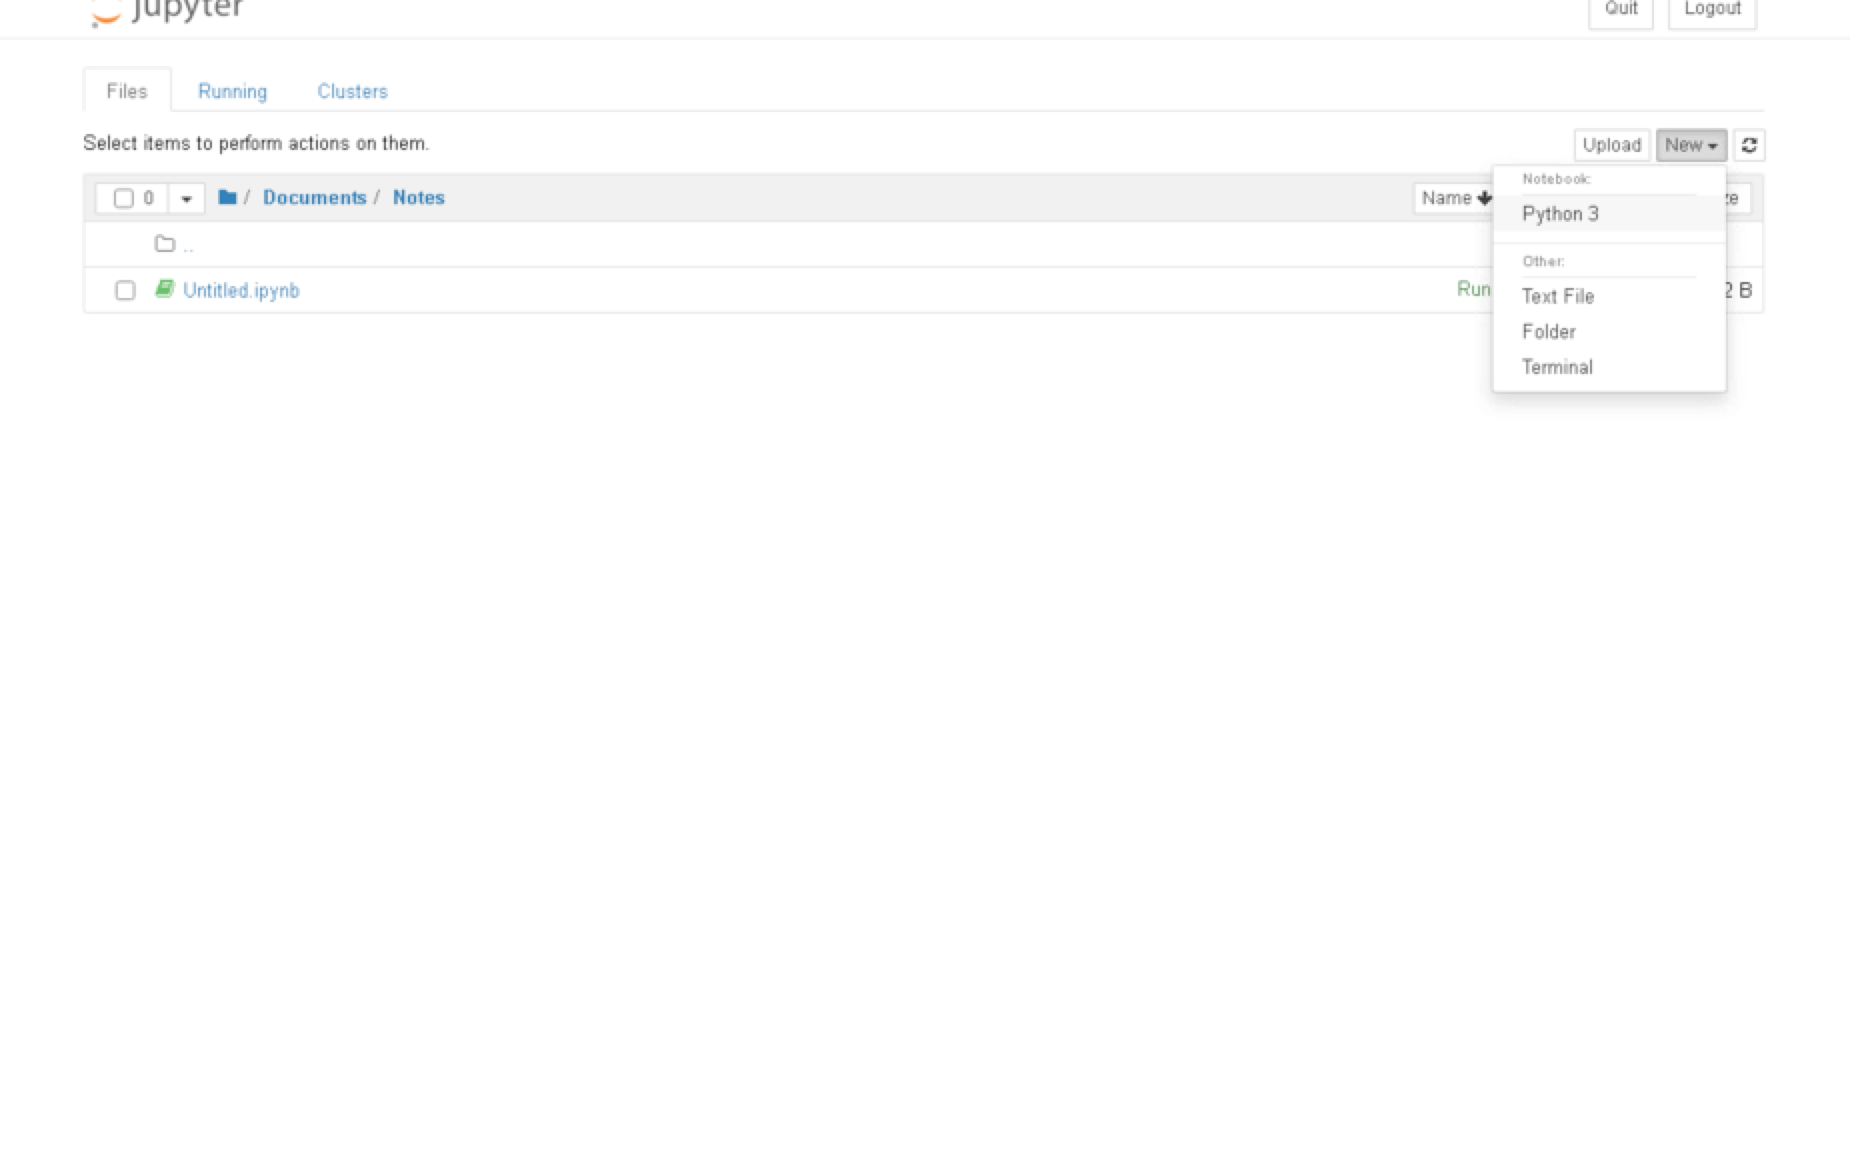 jupyter
Quit Logout
Files Running Clusters
Select items to perform actions on them.
Upload New
0 / Documents / Notes
Name
Notebook:
Python 3
..
Other:
Untitled.ipynb
Run
2 B
Text File
Folder
Terminal